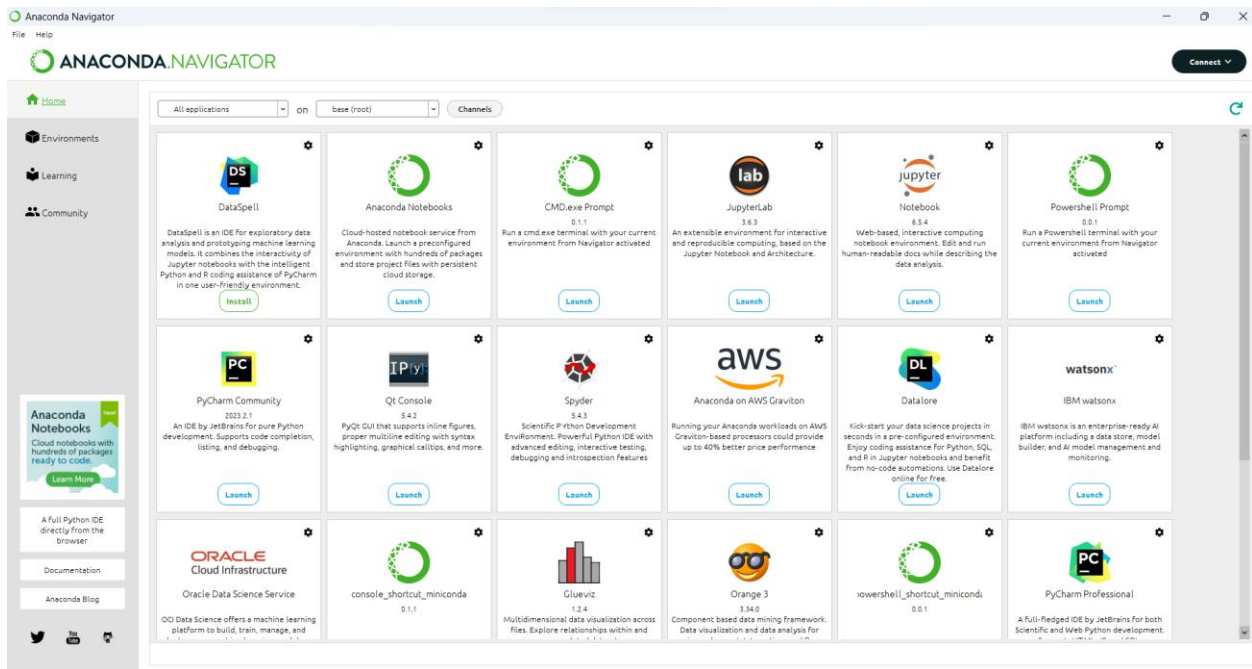 Anaconda Navigator
File Help
ANACONDA.NAVIGATOR
Connect
Home
Environments
Learning
Community
All applications
on
base (root)
Channels
DS
DataSpell
DataSpell is an IDE for exploratory data
analysis and prototyping machine learning
models. It combines the interactivity of
Jupyter notebooks with the intelligent
Python and R coding assistance of PyCharm
in one user-friendly environment.
Install
Anaconda Notebooks
Cloud-hosted notebook service from
Anaconda. Launch a preconfigured
environment with hundreds of packages
and store project files with persistent
cloud storage.
Launch
CMD.exe Prompt
0.1.1
Run a cmd.exe terminal with your current
environment from Navigator activated
Launch
lab
JupyterLab
3.6.3
An extensible environment for interactive
and reproducible computing, based on the
Jupyter Notebook and Architecture.
Launch
jupyter
Notebook
6.5.4
Web-based, interactive computing
notebook environment. Edit and run
human-readable docs while describing the
data analysis.
Launch
Powershell Prompt
0.0.1
Run a Powershell terminal with your
current environment from Navigator
activated
Launch
PC
PyCharm Community
2023.2.1
An IDE by JetBrains for pure Python
development. Supports code completion,
listing, and debugging.
Launch
IP[y]:
Qt Console
5.4.2
PyQt GUI that supports inline figures,
proper multiline editing with syntax
highlighting, graphical calltips, and more.
Launch
Spyder
5.4.3
Scientific PYthon Development
EnviRonment. Powerful Python IDE with
advanced editing, interactive testing,
debugging and introspection features
Launch
aws
Anaconda on AWS Graviton
Running your Anaconda workloads on AWS
Graviton-based processors could provide
up to 40% better price performance
Launch
DL
Datalore
Kick-start your data science projects in
seconds in a pre-configured environment.
Enjoy coding assistance for Python, SQL,
and R in Jupyter notebooks and benefit
from no-code automations. Use Datalore
online for free.
Launch
watsonx
IBM watsonx
IBM watsonx is an enterprise-ready AI
platform including a data store, model
builder, and AI model management and
monitoring.
Launch
ORACLE
Cloud Infrastructure
Oracle Data Science Service
OCI Data Science offers a machine learning
platform to build, train, manage, and
console_shortcut_miniconda
0.1.1
Glueviz
1.2.4
Multidimensional data visualization across
files. Explore relationships within and
Orange 3
3.34.0
Component based data mining framework.
Data visualization and data analysis for
powershell_shortcut_miniconda
0.0.1
PC
PyCharm Professional
A full-fledged IDE by JetBrains for both
Scientific and Web Python development.
Anaconda
Notebooks
Cloud notebooks with
hundreds of packages
ready to code.
Learn More
A full Python IDE
directly from the
browser
Documentation
Anaconda Blog
You
Tube